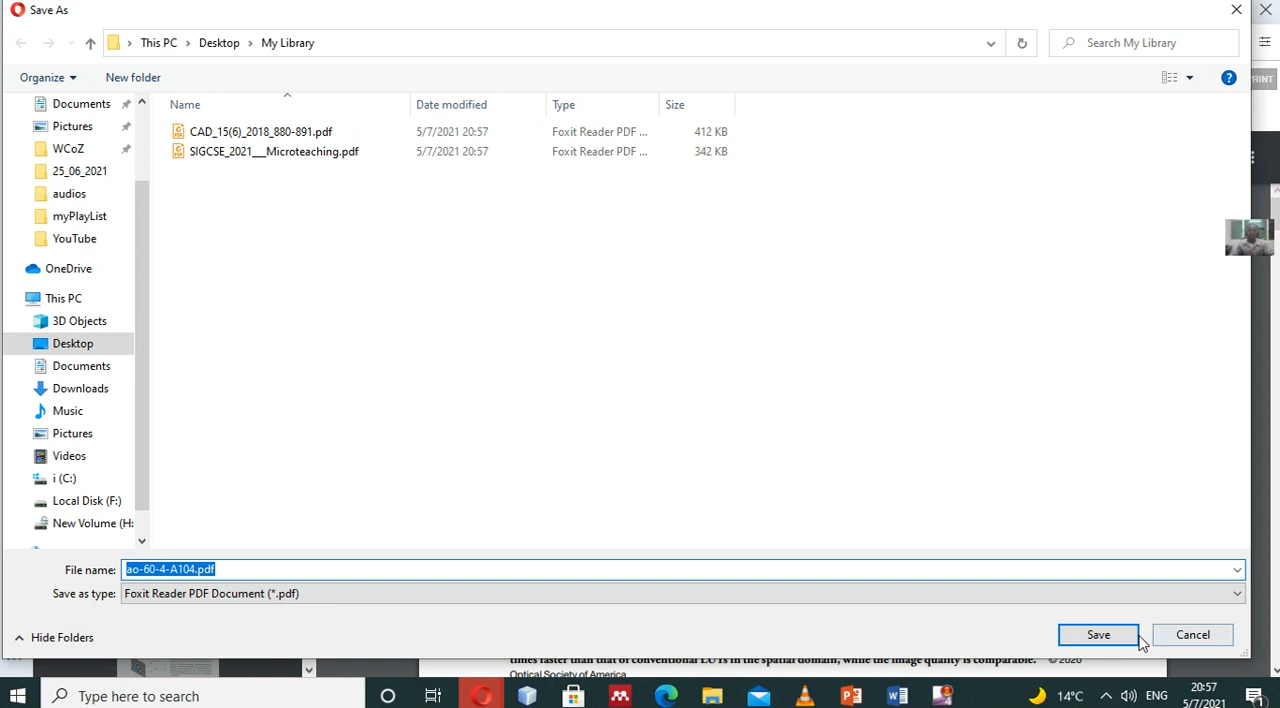 Save As
This PC › Desktop › My Library
Search My Library
Organize
New folder
RINT
Name
Date modified
Type
Size
CAD_15(6)_2018_880-891.pdf 5/7/2021 20:57 Foxit Reader PDF ... 412 KB
SIGCSE_2021__Microteaching.pdf 5/7/2021 20:57 Foxit Reader PDF ... 342 KB
Documents
Pictures
WCoZ
25_06_2021
audios
myPlayList
YouTube
OneDrive
This PC
3D Objects
Desktop
Documents
Downloads
Music
Pictures
Videos
i (C:)
Local Disk (F:)
New Volume (H:
File name: ao-60-4-A104.pdf
Save as type: Foxit Reader PDF Document (*.pdf)
Hide Folders
Save
Cancel
times faster than that of conventional LU is in the spatial domain, while the image quality is comparable. © 2020
Optical Society of America
Type here to search
14°C
ENG
20:57
5/7/2021
1